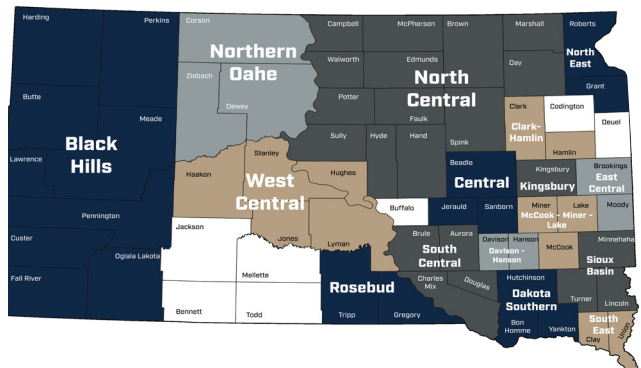 Harding
Perkins
Corson
Campbell
McPherson
Brown
Marshall
Roberts
Northern
Oahe
Walworth
Edmunds
Day
North
East
Ziebach
Dewey
North
Central
Butte
Meade
Potter
Faulk
Grant
Clark
Codington
Deuel
Black
Hills
Sully
Hyde
Hand
Spink
Clark-
Hamlin
Hamlin
Lawrence
Stanley
Haakon
Hughes
West
Central
Beadle
Central
Kingsbury
Kingsbury
Brookings
East
Central
Pennington
Buffalo
Jerauld
Sanborn
Miner
Lake
Moody
McCook - Miner -
Lake
Jackson
Jones
Lyman
Brule
Aurora
South
Central
Davison
Hanson
Davison -
Hanson
McCook
Minnehaha
Sioux
Basin
Custer
Oglala Lakota
Fall River
Mellette
Bennett
Todd
Rosebud
Tripp
Gregory
Charles
Mix
Douglas
Hutchinson
Dakota
Southern
Bon
Homme
Yankton
Turner
Lincoln
South
East
Clay
Union